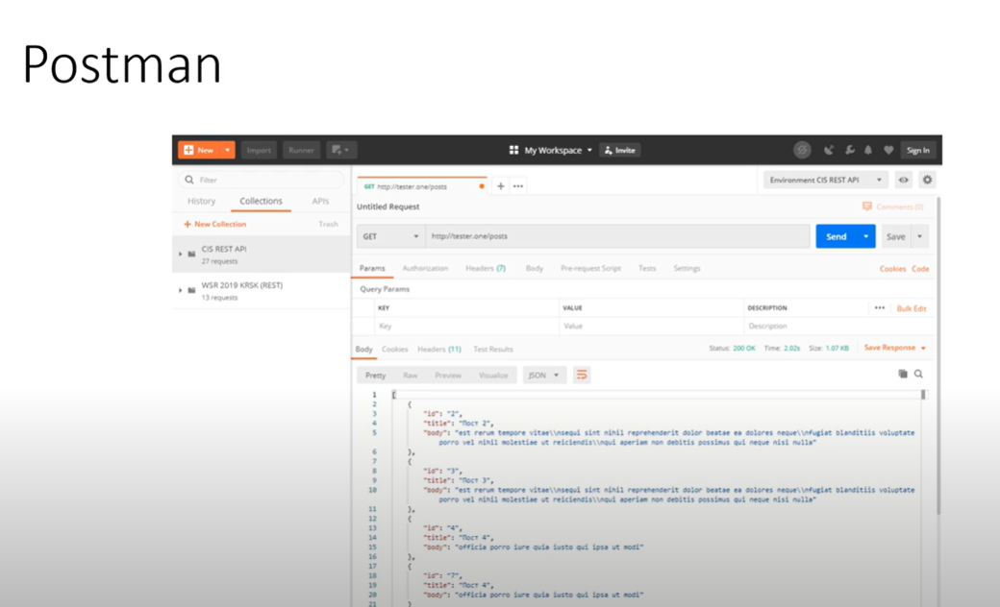 Postman
New
Import
Runner
My Workspace
Invite
Sign In
Filter
History Collections APIs
+ New Collection Trash
CIS REST API
27 requests
WSR 2019 KRSK (REST)
13 requests
GET http://tester.one/posts + •••
Environment CIS REST API
Untitled Request
Comments (0)
GET http://tester.one/posts Send Save
Params Authorization Headers (7) Body Pre-request Script Tests Settings Cookies Code
Query Params
KEY VALUE DESCRIPTION ••• Bulk Edit
Key Value Description
Body Cookies Headers (11) Test Results Status: 200 OK Time: 2.02s Size: 1.07 KB Save Response
Pretty Raw Preview Visualize JSON
1 [
2 {
3 "id": "2",
4 "title": "Пост 2",
5 "body": "est rerum tempore vitae\\nsequi sint nihil reprehenderit dolor beatae ea dolores neque\\nfugiat blanditiis voluptate
porro vel nihil molestiae ut reiciendis\\nqui aperiam non debitis possimus qui neque nisi nulla"
6 },
7 {
8 "id": "3",
9 "title": "Пост 3",
10 "body": "est rerum tempore vitae\\nsequi sint nihil reprehenderit dolor beatae ea dolores neque\\nfugiat blanditiis voluptate
porro vel nihil molestiae ut reiciendis\\nqui aperiam non debitis possimus qui neque nisi nulla"
11 },
12 {
13 "id": "4",
14 "title": "Пост 4",
15 "body": "officia porro iure quia iusto qui ipsa ut modi"
16 },
17 {
18 "id": "7",
19 "title": "Пост 4",
20 "body": "officia porro iure quia iusto qui ipsa ut modi"
21 }